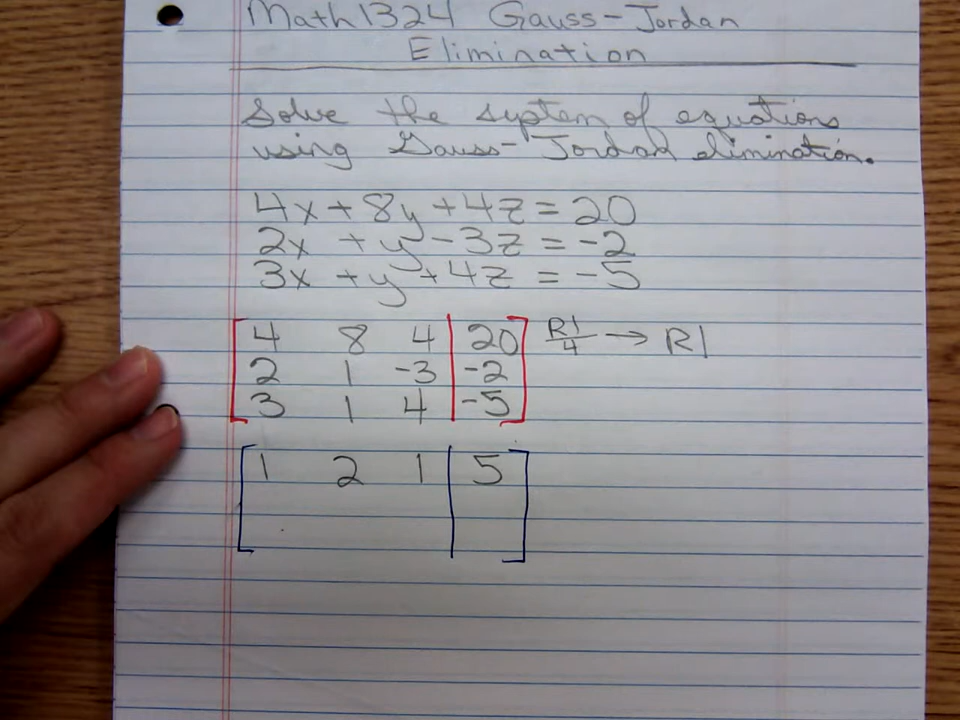 Math1324 Gauss-Jordan
Elimination
Solve the system of equations
using Gauss-Jordan elimination.
4x + 8y + 4z = 20
2x + y - 3z = -2
3x + y + 4z = -5
4 8 4 20 R1/4 → R1
2 1 -3 -2
3 1 4 -5
1 2 1 5